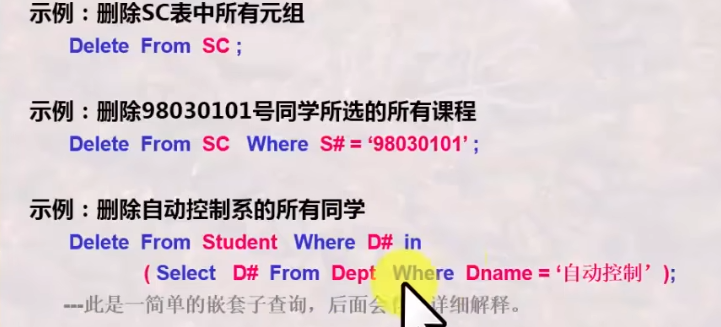 示例：删除SC表中所有元组
Delete From SC ;
示例：删除98030101号同学所选的所有课程
Delete From SC Where S# = ‘98030101’ ;
示例：删除自动控制系的所有同学
Delete From Student Where D# in
( Select D# From Dept Where Dname = ‘自动控制’);
---此是一简单的嵌套子查询，后面会 详细解释。